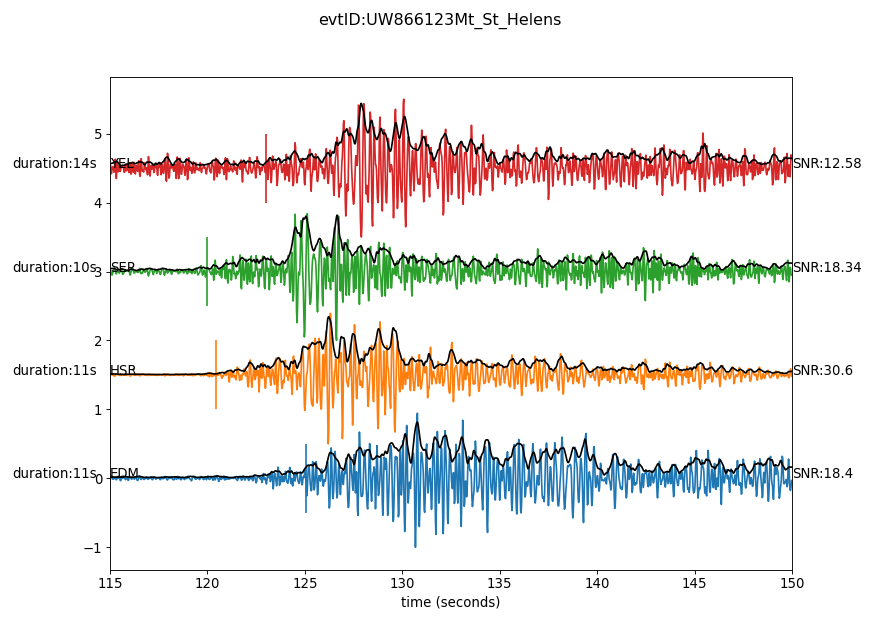 evtID:UW866123Mt_St_Helens
5
duration:14s YEL SNR:12.58
4
duration:10s SEP SNR:18.34
3
2
duration:11s HSR SNR:30.6
1
duration:11s EDM SNR:18.4
0
−1
115 120 125 130 135 140 145 150
time (seconds)